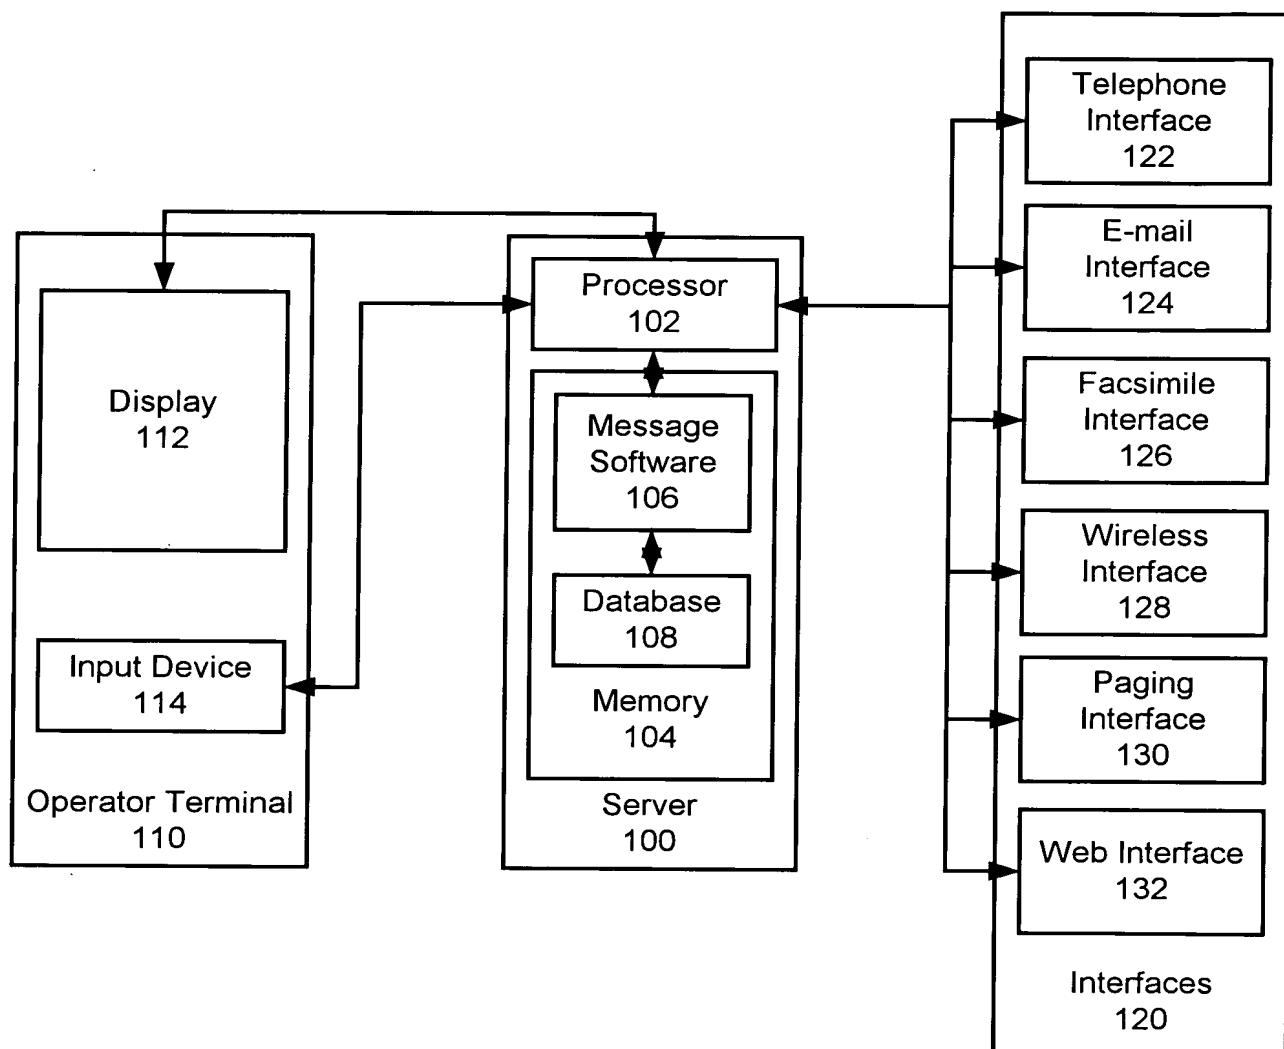 Display
112
Input Device
114
Operator Terminal
110
Processor
102
Message
Software
106
Database
108
Memory
104
Server
100
Telephone
Interface
122
E-mail
Interface
124
Facsimile
Interface
126
Wireless
Interface
128
Paging
Interface
130
Web Interface
132
Interfaces
120